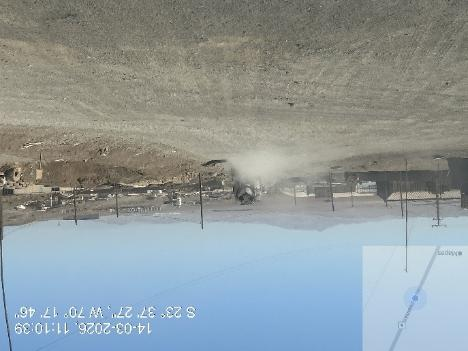 14-03-2026, 11:10:39
S 23° 37' 27", W 70° 17' 46"